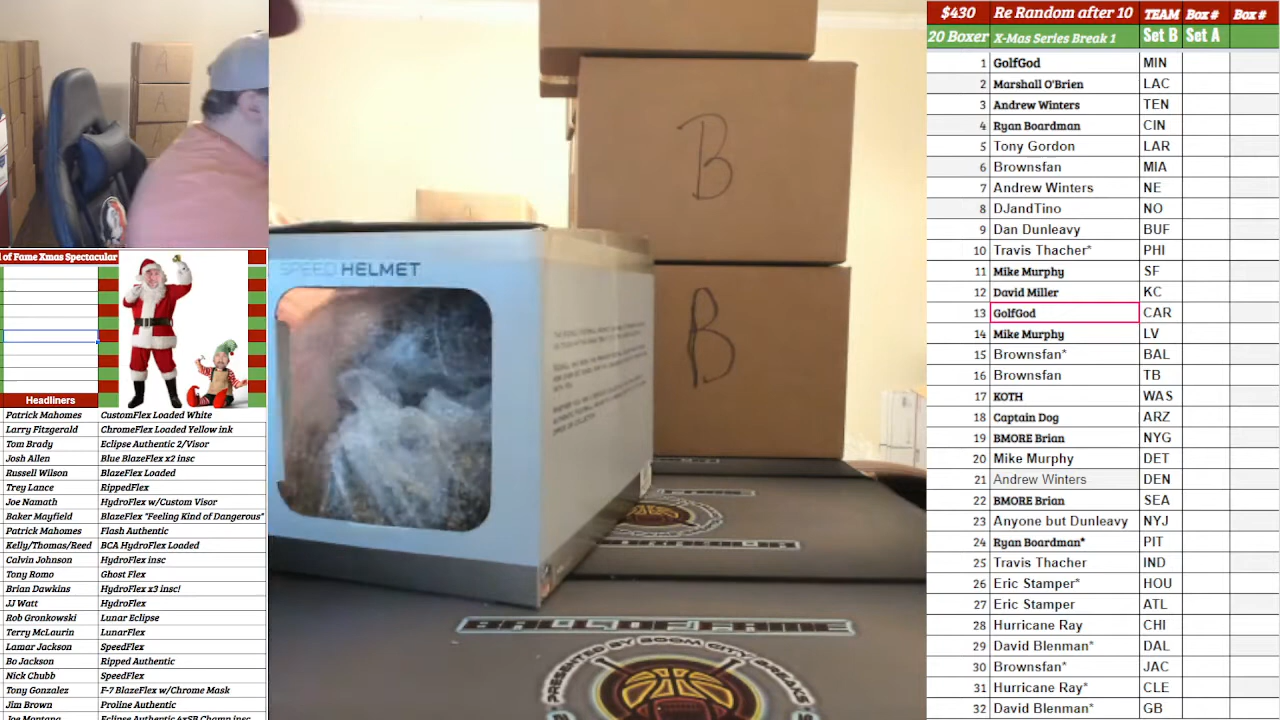 A
A
A
B
B
SPEED HELMET
PRESENTED BY BOOM CITY BREAKS
of Fame Xmas Spectacular
Headliners
Patrick Mahomes CustomFlex Loaded White
Larry Fitzgerald ChromeFlex Loaded Yellow ink
Tom Brady Eclipse Authentic 2/Visor
Josh Allen Blue BlazeFlex x2 insc
Russell Wilson BlazeFlex Loaded
Trey Lance RippedFlex
Joe Namath HydroFlex w/Custom Visor
Baker Mayfield BlazeFlex "Feeling Kind of Dangerous"
Patrick Mahomes Flash Authentic
Kelly/Thomas/Reed BCA HydroFlex Loaded
Calvin Johnson HydroFlex insc
Tony Romo Ghost Flex
Brian Dawkins HydroFlex x3 insc!
JJ Watt HydroFlex
Rob Gronkowski Lunar Eclipse
Terry McLaurin LunarFlex
Lamar Jackson SpeedFlex
Bo Jackson Ripped Authentic
Nick Chubb SpeedFlex
Tony Gonzalez F-7 BlazeFlex w/Chrome Mask
Jim Brown Proline Authentic
Joe Montana Eclipse Authentic 4xSB Champ insc
$430 Re Random after 10 TEAM Box # Box #
20 Boxer X-Mas Series Break 1 Set B Set A
1 GolfGod MIN
2 Marshall O'Brien LAC
3 Andrew Winters TEN
4 Ryan Boardman CIN
5 Tony Gordon LAR
6 Brownsfan MIA
7 Andrew Winters NE
8 DJandTino NO
9 Dan Dunleavy BUF
10 Travis Thacher* PHI
11 Mike Murphy SF
12 David Miller KC
13 GolfGod CAR
14 Mike Murphy LV
15 Brownsfan* BAL
16 Brownsfan TB
17 KOTH WAS
18 Captain Dog ARZ
19 BMORE Brian NYG
20 Mike Murphy DET
21 Andrew Winters DEN
22 BMORE Brian SEA
23 Anyone but Dunleavy NYJ
24 Ryan Boardman* PIT
25 Travis Thacher IND
26 Eric Stamper* HOU
27 Eric Stamper ATL
28 Hurricane Ray CHI
29 David Blenman* DAL
30 Brownsfan* JAC
31 Hurricane Ray* CLE
32 David Blenman* GB